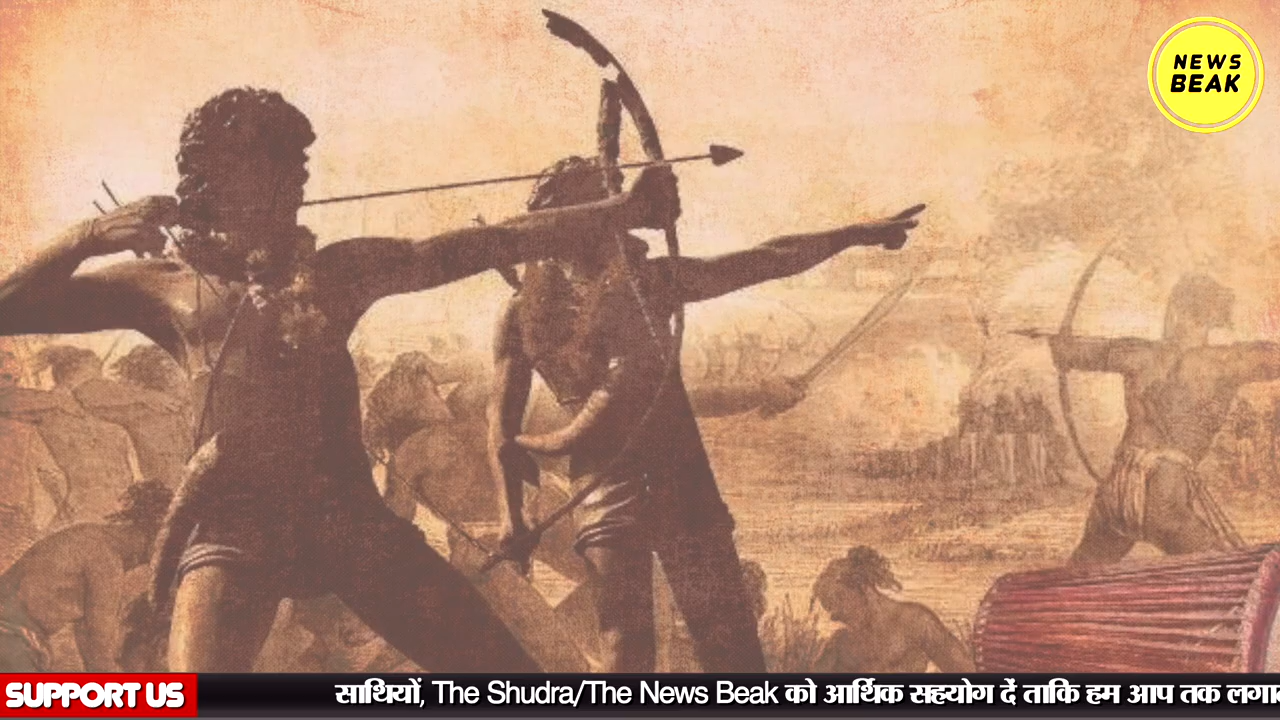 NEWS
BEAK
SUPPORT US
साथियों, The Shudra/The News Beak को आर्थिक सहयोग दें ताकि हम आप तक